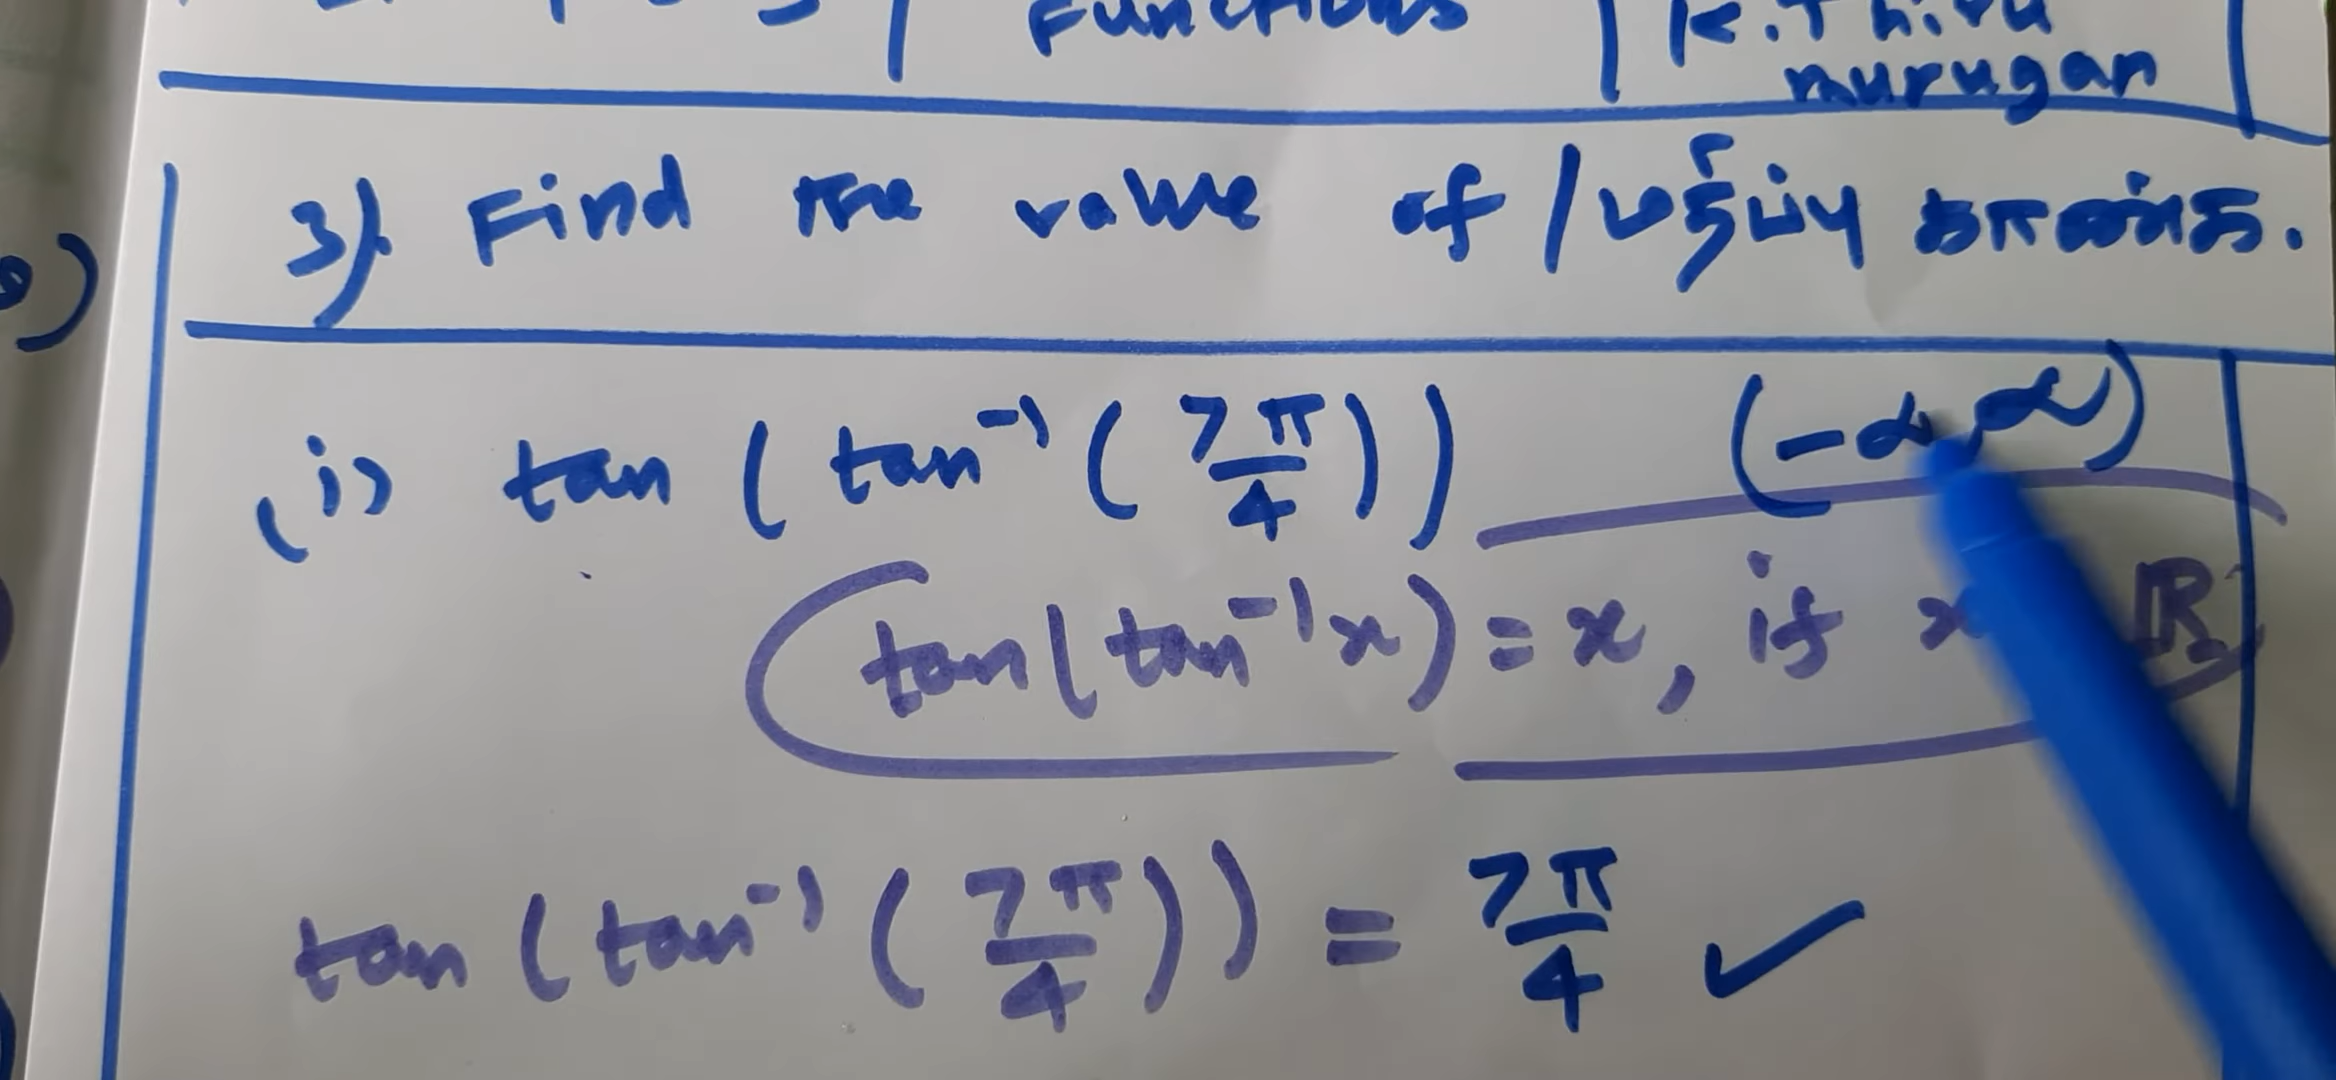 Functions K.Thiru
murugan
3). Find the value of / மதிப்பு காண்க.
(i) tan ( tan⁻¹ ( 7π/4 ) ) (-∝, ∝)
tan ( tan⁻¹ x ) = x, if x ℝ
tan ( tan⁻¹ ( 7π/4 ) ) = 7π/4 ✓